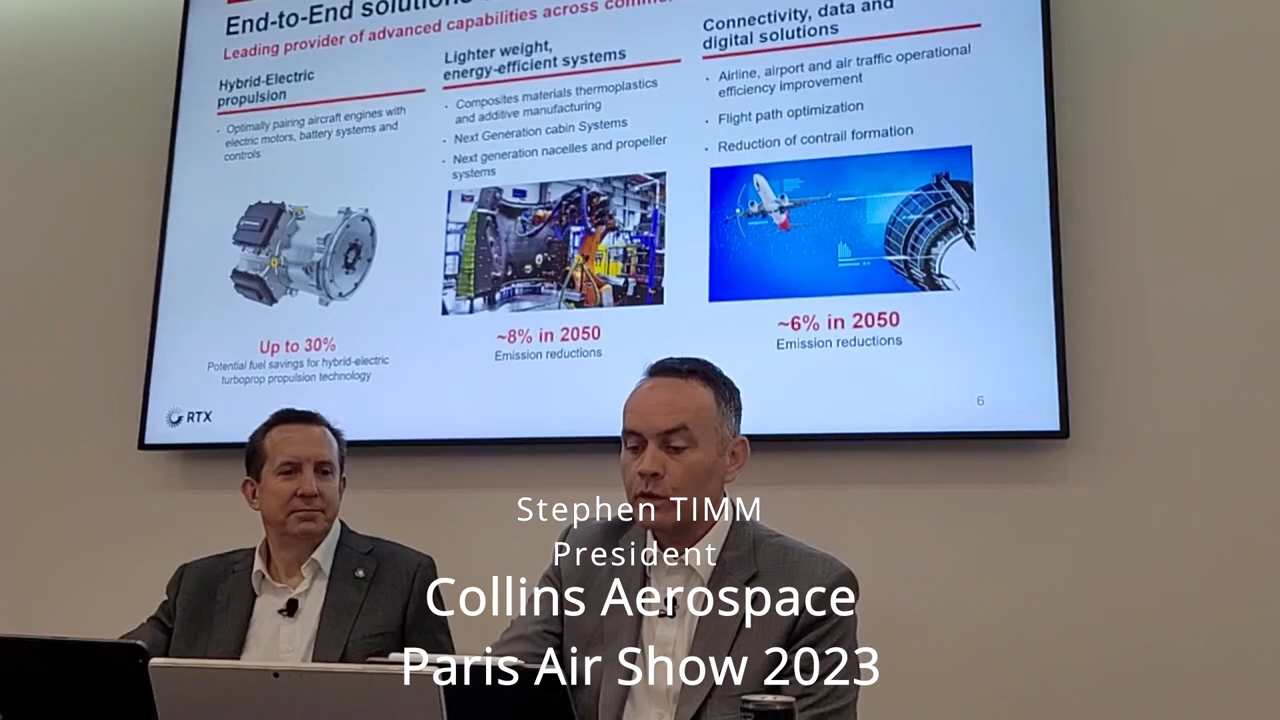 End-to-End solutions
Leading provider of advanced capabilities across
Hybrid-Electric
propulsion
· Optimally pairing aircraft engines with
electric motors, battery systems and
controls
Up to 30%
Potential fuel savings for hybrid-electric
turboprop propulsion technology
Lighter weight,
energy-efficient systems
· Composites materials thermoplastics
and additive manufacturing
· Next Generation cabin Systems
· Next generation nacelles and propeller
systems
~8% in 2050
Emission reductions
Connectivity, data and
digital solutions
· Airline, airport and air traffic operational
efficiency improvement
· Flight path optimization
· Reduction of contrail formation
~6% in 2050
Emission reductions
RTX
6
Stephen TIMM
President
Collins Aerospace
Paris Air Show 2023